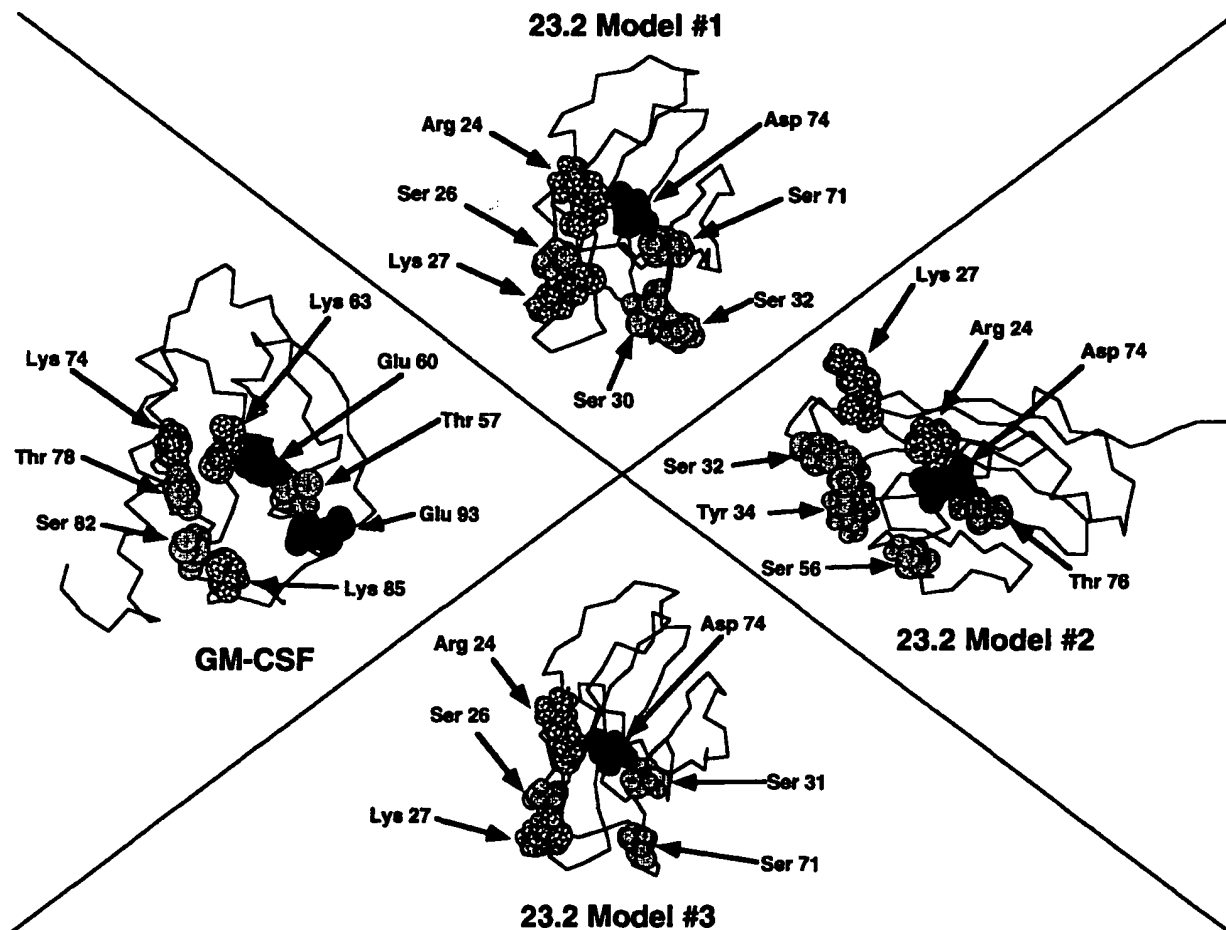 23.2 Model #1
Arg 24
Asp 74
Ser 26
Ser 71
Lys 27
Ser 32
Ser 30
Lys 63
Lys 74
Glu 60
Thr 57
Thr 78
Ser 82
Glu 93
Lys 85
GM-CSF
Lys 27
Arg 24
Asp 74
Ser 32
Tyr 34
Ser 56
Thr 76
23.2 Model #2
Asp 74
Arg 24
Ser 26
Ser 31
Lys 27
Ser 71
23.2 Model #3